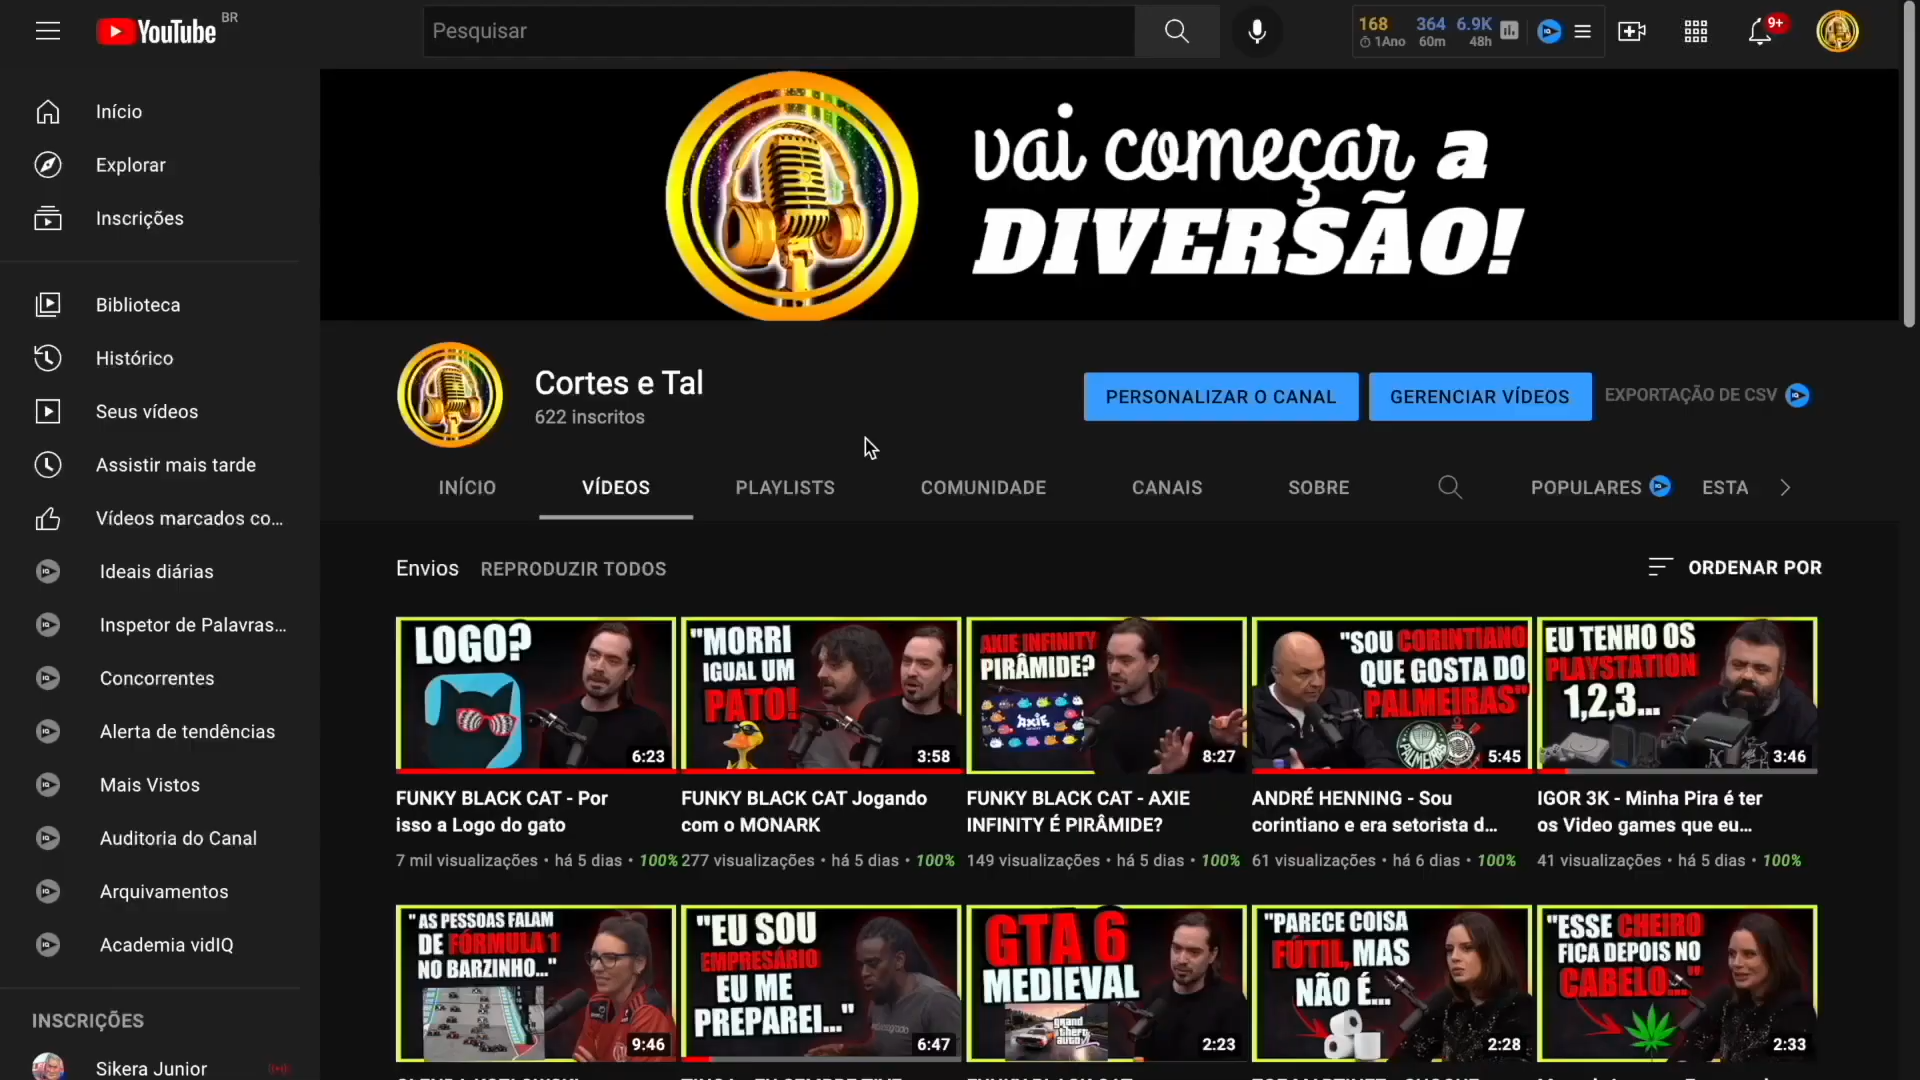 YouTube BR
Pesquisar
168 364 6.9K
1Ano 60m 48h
9+
Início
Explorar
Inscrições
Biblioteca
Histórico
Seus vídeos
Assistir mais tarde
Vídeos marcados co...
Ideais diárias
Inspetor de Palavras...
Concorrentes
Alerta de tendências
Mais Vistos
Auditoria do Canal
Arquivamentos
Academia vidIQ
INSCRIÇÕES
Sikera Junior
vai começar a
DIVERSÃO!
Cortes e Tal
622 inscritos
PERSONALIZAR O CANAL
GERENCIAR VÍDEOS
EXPORTAÇÃO DE CSV
INÍCIO VÍDEOS PLAYLISTS COMUNIDADE CANAIS SOBRE POPULARES ESTA
Envios REPRODUZIR TODOS
ORDENAR POR
LOGO?
6:23
FUNKY BLACK CAT - Por
isso a Logo do gato
7 mil visualizações • há 5 dias • 100%
"MORRI
IGUAL UM
PATO!
3:58
FUNKY BLACK CAT Jogando
com o MONARK
277 visualizações • há 5 dias • 100%
AXIE INFINITY
PIRÂMIDE?
AXIE
8:27
FUNKY BLACK CAT - AXIE
INFINITY É PIRÂMIDE?
149 visualizações • há 5 dias • 100%
"SOU CORINTIANO
QUE GOSTA DO
PALMEIRAS"
5:45
ANDRÉ HENNING - Sou
corintiano e era setorista d...
61 visualizações • há 6 dias • 100%
EU TENHO OS
PLAYSTATION
1,2,3...
3:46
IGOR 3K - Minha Pira é ter
os Video games que eu...
41 visualizações • há 5 dias • 100%
"AS PESSOAS FALAM
DE FÓRMULA 1
NO BARZINHO..."
9:46
"EU SOU
EMPRESÁRIO
EU ME
PREPAREI..."
6:47
GTA 6
MEDIEVAL
grand
theft
auto
2:23
"PARECE COISA
FÚTIL, MAS
NÃO É...
2:28
"ESSE CHEIRO
FICA DEPOIS NO
CABELO..."
2:33